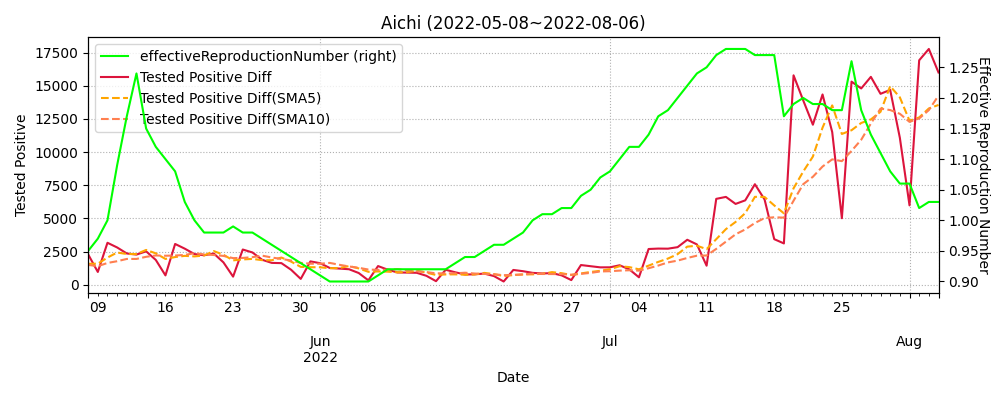 Aichi (2022-05-08~2022-08-06)
effectiveReproductionNumber (right)
Tested Positive Diff
Tested Positive Diff(SMA5)
Tested Positive Diff(SMA10)
Tested Positive
17500
15000
12500
10000
7500
5000
2500
0
Effective Reproduction Number
1.25
1.20
1.15
1.10
1.05
1.00
0.95
0.90
09 16 23 30 06 13 20 27 04 11 18 25
Jun Jul Aug
2022
Date